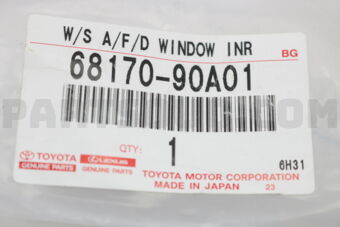 W/S A/F/D WINDOW INR
BG
68170-90A01
TOYOTA
GENUINE PARTS
LEXUS
GENUINE PARTS
QTY:
1
6H31
TOYOTA MOTOR CORPORATION
MADE IN JAPAN
23